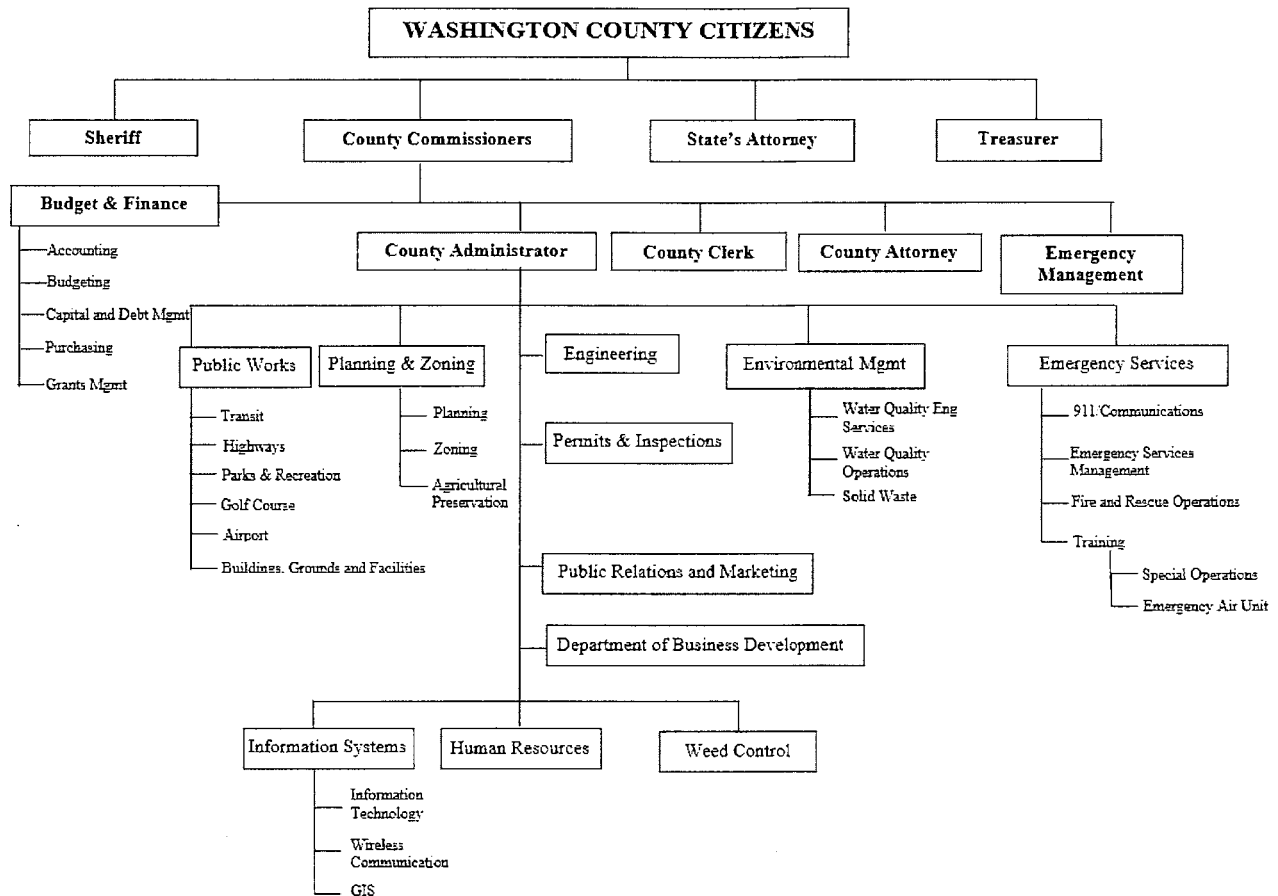 WASHINGTON COUNTY CITIZENS
Sheriff
County Commissioners
State's Attorney
Treasurer
Budget & Finance
Accounting
Budgeting
Capital and Debt Mgmt
Purchasing
Grants Mgmt
County Administrator
County Clerk
County Attorney
Emergency
Management
Public Works
Transit
Highways
Parks & Recreation
Golf Course
Airport
Buildings, Grounds and Facilities
Planning & Zoning
Planning
Zoning
Agricultural
Preservation
Engineering
Permits & Inspections
Public Relations and Marketing
Department of Business Development
Environmental Mgmt
Water Quality Eng
Services
Water Quality
Operations
Solid Waste
Emergency Services
911/Communications
Emergency Services
Management
Fire and Rescue Operations
Training
Special Operations
Emergency Air Unit
Information Systems
Information
Technology
Wireless
Communication
GIS
Human Resources
Weed Control